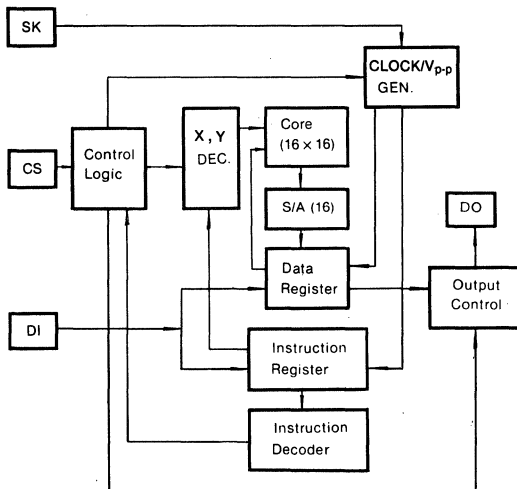 SK
CLOCK/Vp-p
GEN.
X, Y
DEC.
Core
(16 × 16)
Control
Logic
CS
S/A (16)
DO
Data
Register
Output
Control
DI
Instruction
Register
Instruction
Decoder